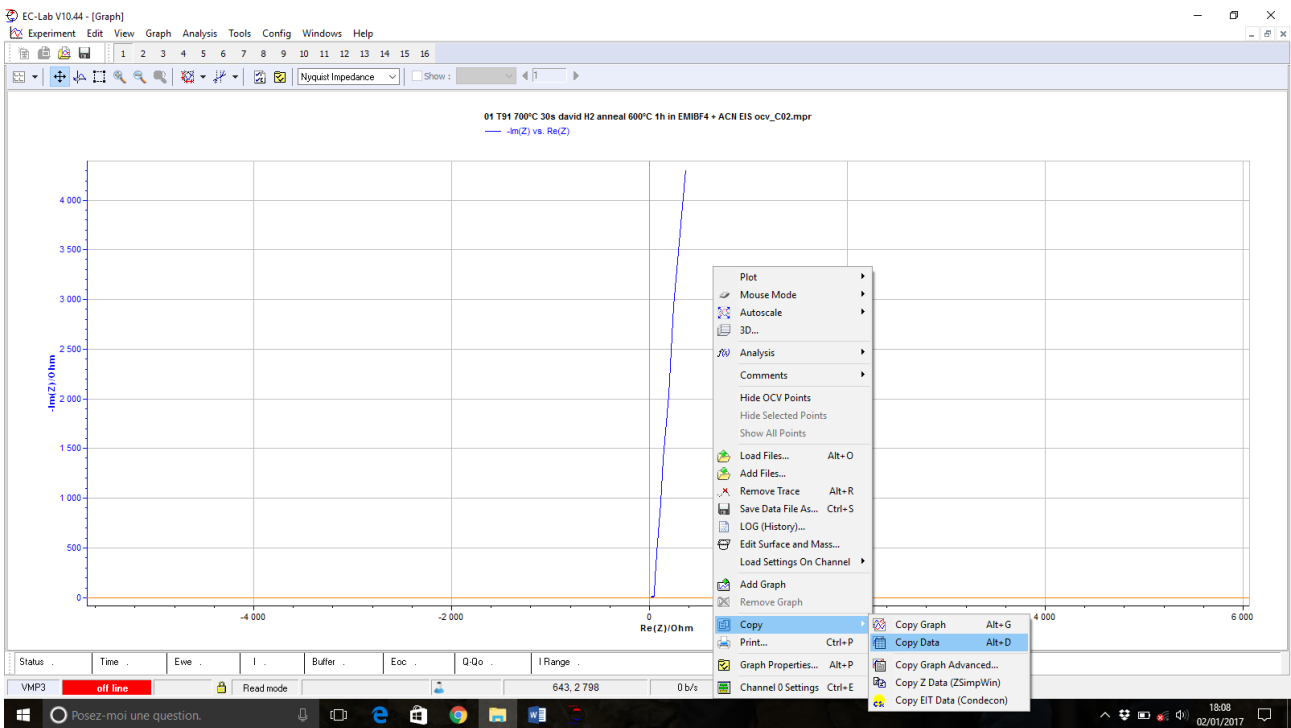 EC-Lab V10.44 - [Graph]
Experiment Edit View Graph Analysis Tools Config Windows Help
1 2 3 4 5 6 7 8 9 10 11 12 13 14 15 16
Nyquist Impedance Show : 1
01 T91 700ºC 30s david H2 anneal 600ºC 1h in EMIBF4 + ACN EIS ocv_C02.mpr
-Im(Z) vs. Re(Z)
4 000
3 500
3 000
2 500
2 000
1 500
1 000
500
0
-Im(Z)/Ohm
-4 000 -2 000 0 4 000 6 000
Re(Z)/Ohm
Plot
Mouse Mode
Autoscale
3D...
f(x) Analysis
Comments
Hide OCV Points
Hide Selected Points
Show All Points
Load Files... Alt+O
Add Files...
Remove Trace Alt+R
Save Data File As... Ctrl+S
LOG (History)...
Edit Surface and Mass...
Load Settings On Channel
Add Graph
Remove Graph
Copy
Print... Ctrl+P
Graph Properties... Alt+P
Channel 0 Settings Ctrl+E
Copy Graph Alt+G
Copy Data Alt+D
Copy Graph Advanced...
Copy Z Data (ZSimpWin)
Copy EIT Data (Condecon)
Status . Time . Ewe . I . Buffer . Eoc . Q-Qo . I Range .
VMP3 off line Read mode 643, 2 798 0 b/s
Posez-moi une question.
18:08
02/01/2017